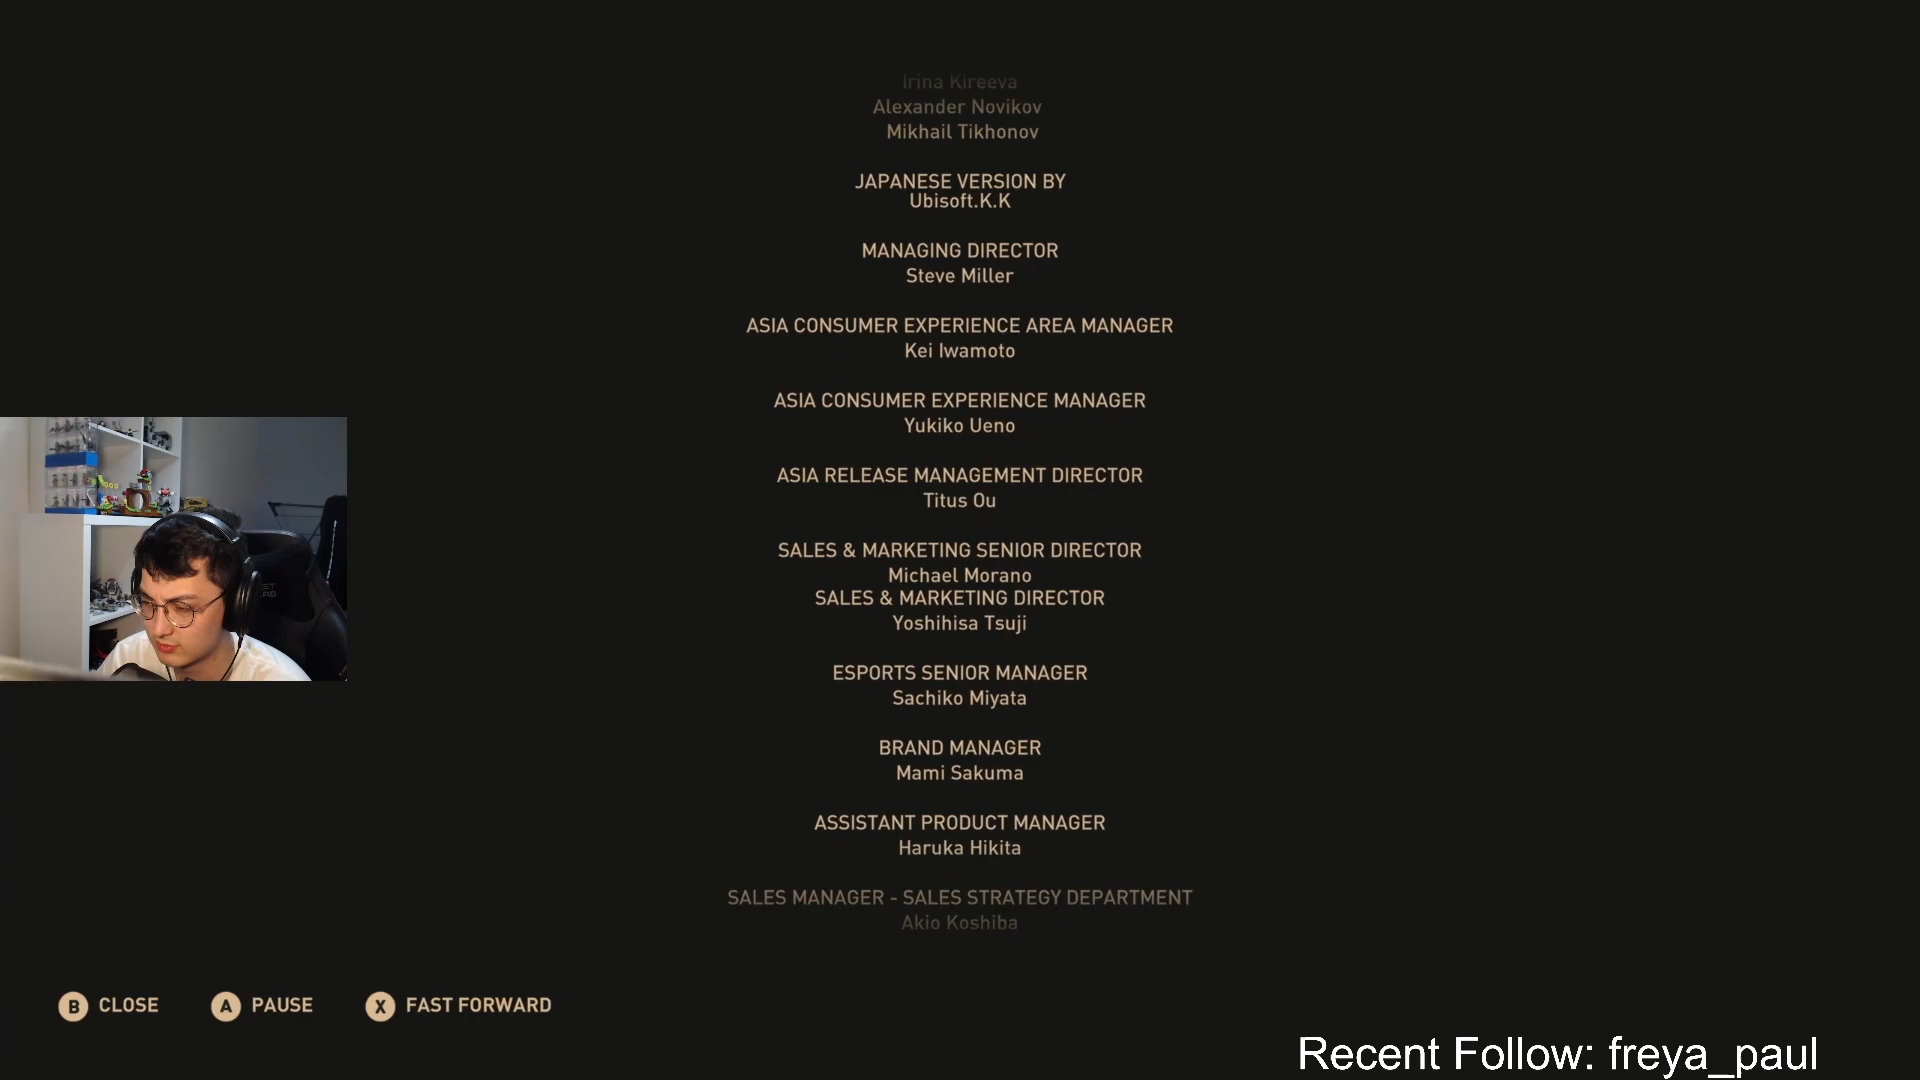 Irina Kireeva
Alexander Novikov
Mikhail Tikhonov
JAPANESE VERSION BY
Ubisoft.K.K
MANAGING DIRECTOR
Steve Miller
ASIA CONSUMER EXPERIENCE AREA MANAGER
Kei Iwamoto
ASIA CONSUMER EXPERIENCE MANAGER
Yukiko Ueno
ASIA RELEASE MANAGEMENT DIRECTOR
Titus Ou
SALES & MARKETING SENIOR DIRECTOR
Michael Morano
SALES & MARKETING DIRECTOR
Yoshihisa Tsuji
ESPORTS SENIOR MANAGER
Sachiko Miyata
BRAND MANAGER
Mami Sakuma
ASSISTANT PRODUCT MANAGER
Haruka Hikita
SALES MANAGER - SALES STRATEGY DEPARTMENT
Akio Koshiba
B CLOSE A PAUSE X FAST FORWARD
Recent Follow: freya_paul